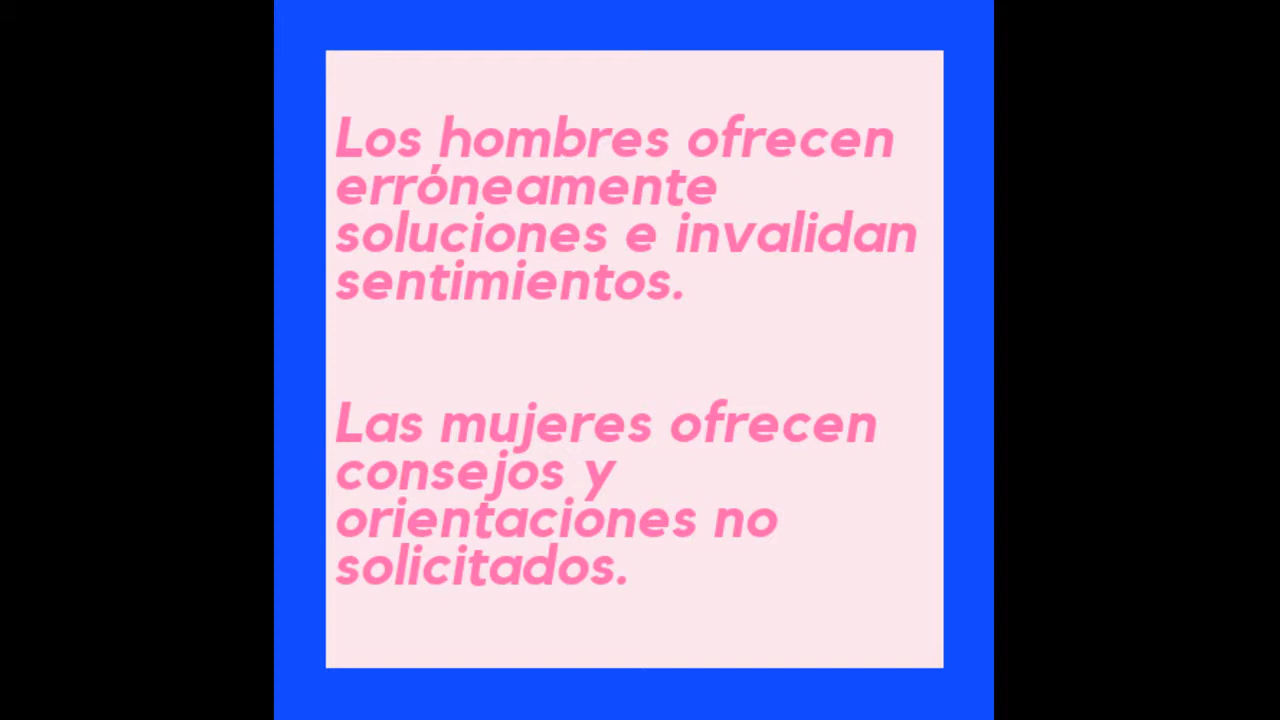 Los hombres ofrecen
erróneamente
soluciones e invalidan
sentimientos.
Las mujeres ofrecen
consejos y
orientaciones no
solicitados.